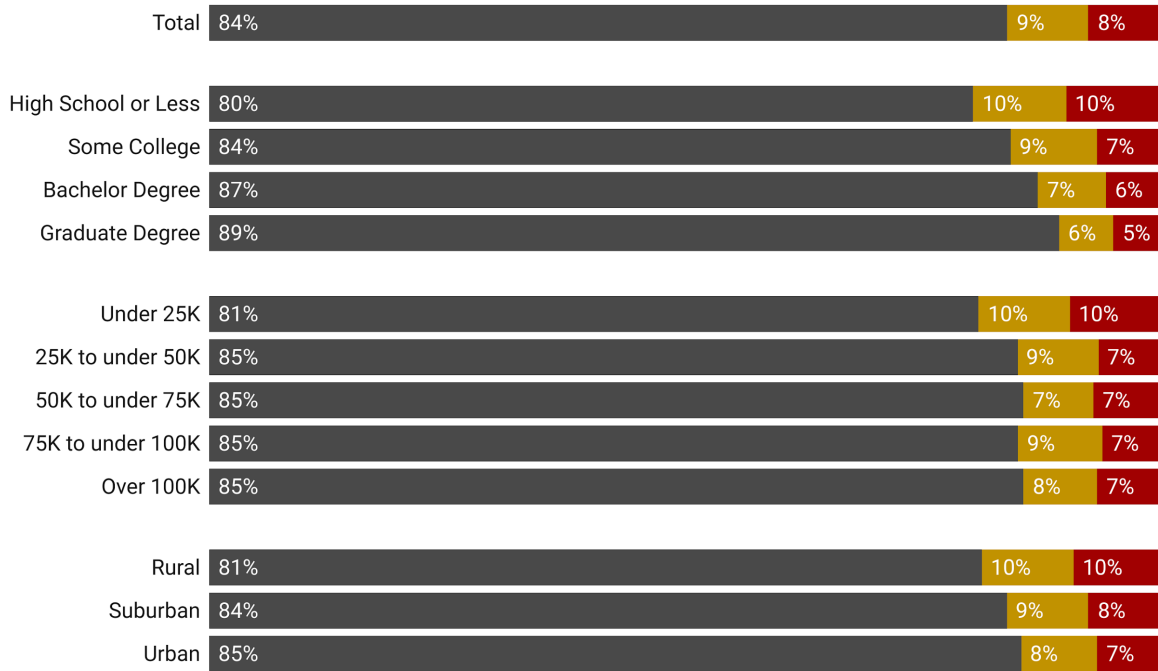 Total 84% 9% 8%
High School or Less 80% 10% 10%
Some College 84% 9% 7%
Bachelor Degree 87% 7% 6%
Graduate Degree 89% 6% 5%
Under 25K 81% 10% 10%
25K to under 50K 85% 9% 7%
50K to under 75K 85% 7% 7%
75K to under 100K 85% 9% 7%
Over 100K 85% 8% 7%
Rural 81% 10% 10%
Suburban 84% 9% 8%
Urban 85% 8% 7%